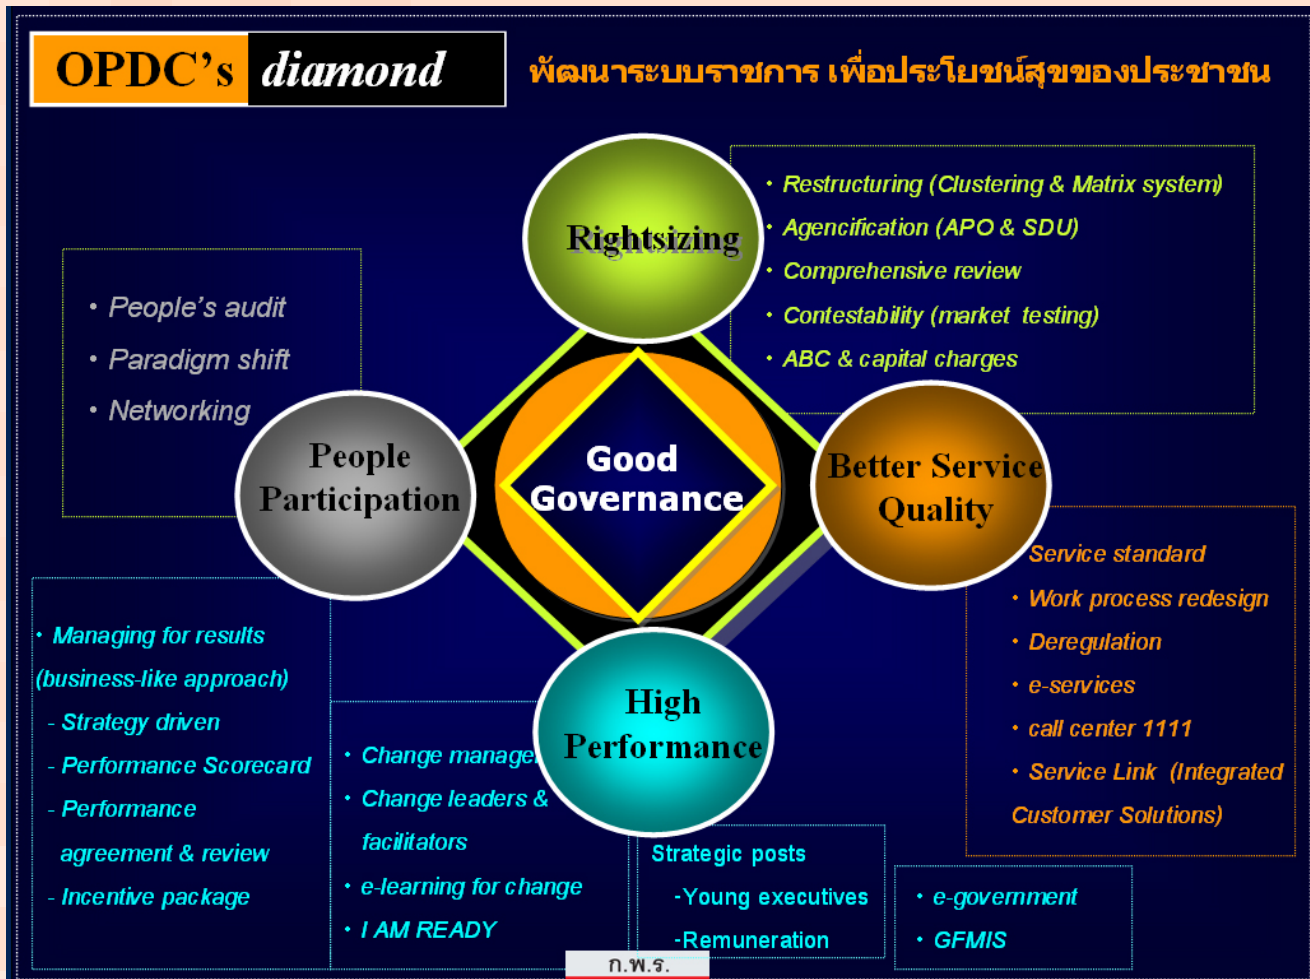 OPDC's diamond
พัฒนาระบบราชการ เพื่อประโยชน์สุขของประชาชน
Rightsizing
• Restructuring (Clustering & Matrix system)
• Agencification (APO & SDU)
• Comprehensive review
• Contestability (market testing)
• ABC & capital charges
• People's audit
• Paradigm shift
• Networking
People
Participation
Good
Governance
Better Service
Quality
Service standard
• Work process redesign
• Deregulation
• e-services
• call center 1111
• Service Link (Integrated
Customer Solutions)
High
Performance
• Managing for results
(business-like approach)
- Strategy driven
- Performance Scorecard
- Performance
agreement & review
- Incentive package
• Change manage
• Change leaders &
facilitators
• e-learning for change
• I AM READY
Strategic posts
-Young executives
-Remuneration
• e-government
• GFMIS
ก.พ.ร.